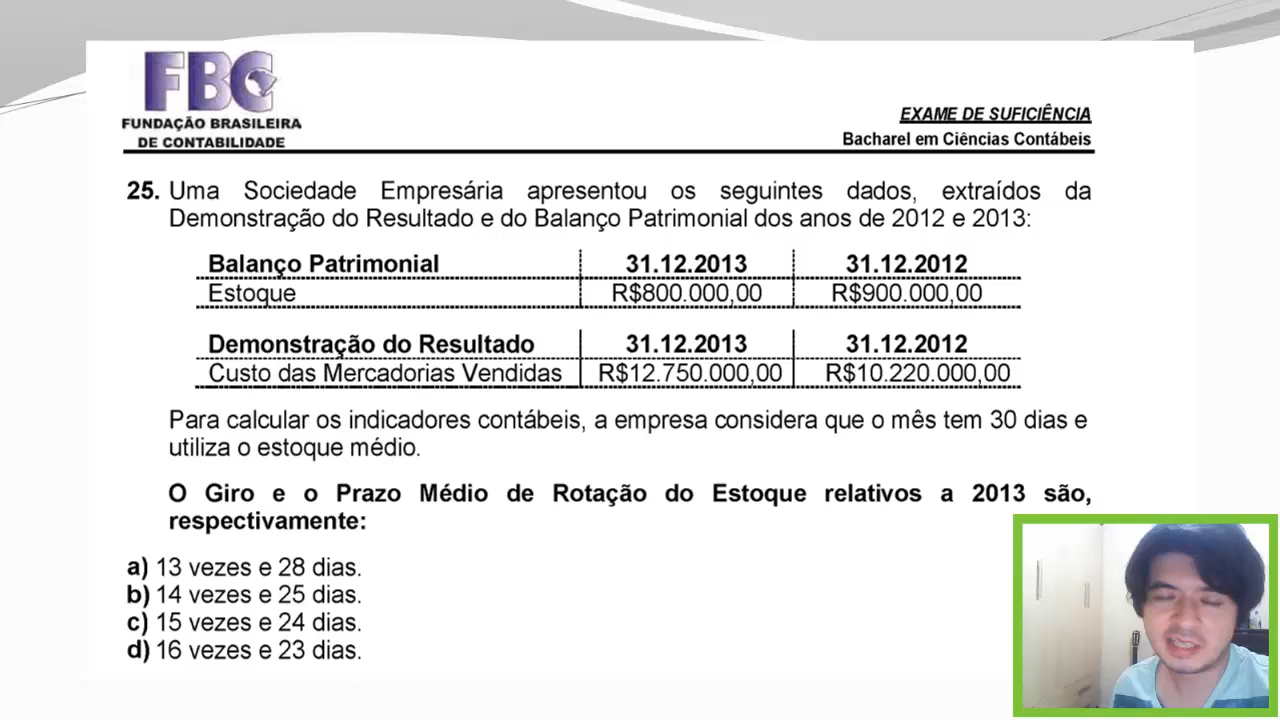 FBC
FUNDAÇÃO BRASILEIRA
DE CONTABILIDADE
EXAME DE SUFICIÊNCIA
Bacharel em Ciências Contábeis
25. Uma Sociedade Empresária apresentou os seguintes dados, extraídos da
Demonstração do Resultado e do Balanço Patrimonial dos anos de 2012 e 2013:
Balanço Patrimonial 31.12.2013 31.12.2012
Estoque R$800.000,00 R$900.000,00
Demonstração do Resultado 31.12.2013 31.12.2012
Custo das Mercadorias Vendidas R$12.750.000,00 R$10.220.000,00
Para calcular os indicadores contábeis, a empresa considera que o mês tem 30 dias e
utiliza o estoque médio.
O Giro e o Prazo Médio de Rotação do Estoque relativos a 2013 são,
respectivamente:
a) 13 vezes e 28 dias.
b) 14 vezes e 25 dias.
c) 15 vezes e 24 dias.
d) 16 vezes e 23 dias.